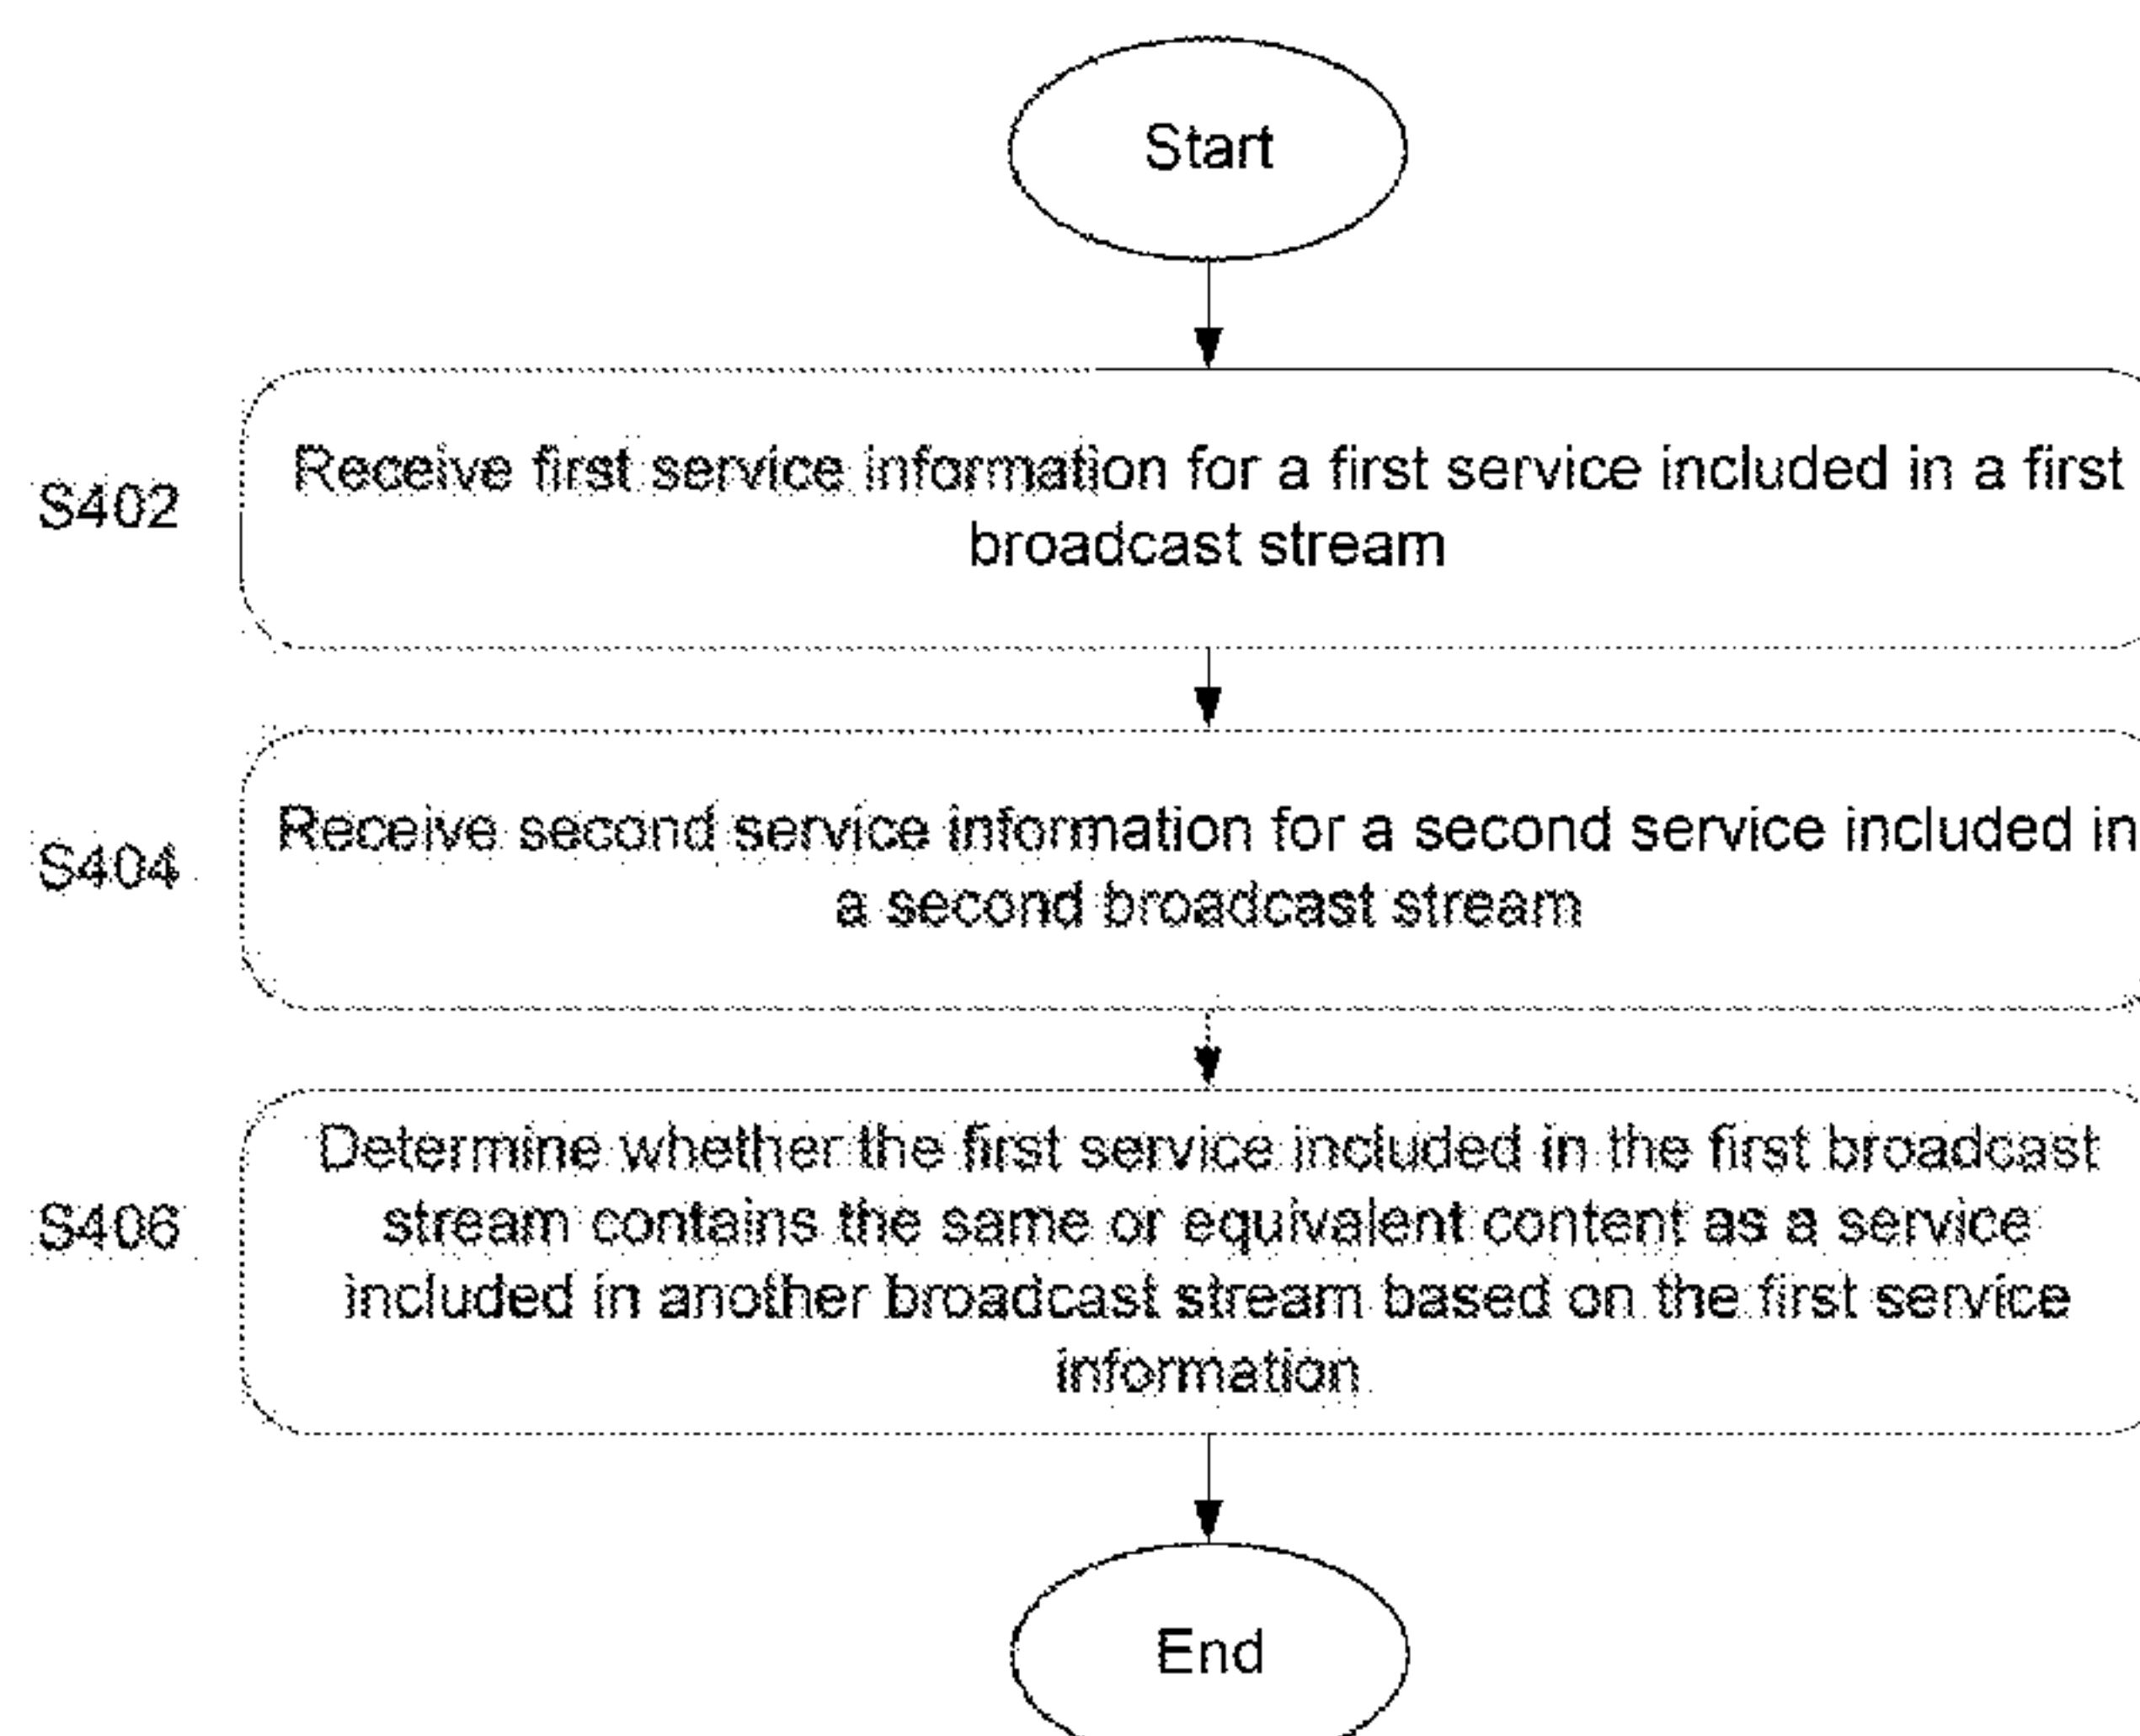 Start
S402
Receive first service information for a first service included in a first
broadcast stream
S404
Receive second service information for a second service included in
a second broadcast stream
S406
Determine whether the first service included in the first broadcast
stream contains the same or equivalent content as a service
included in another broadcast stream based on the first service
information
End